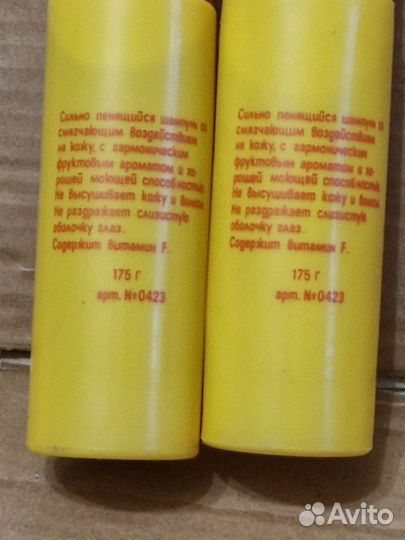 Сильно пенящийся шампунь со
смягчающим воздействием
на кожу, с гармоническим
фруктовым ароматом и хо-
рошей моющей способностью.
Не высушивает кожу и волосы.
Не раздражает слизистую
оболочку глаз.
Содержит витамин F.
175 г
арт. №0423
Сильно пенящийся шампунь со
смягчающим воздействием
на кожу, с гармоническим
фруктовым ароматом и хо-
рошей моющей способностью.
Не высушивает кожу и волосы.
Не раздражает слизистую
оболочку глаз.
Содержит витамин F.
175 г
арт. №0423
Avito